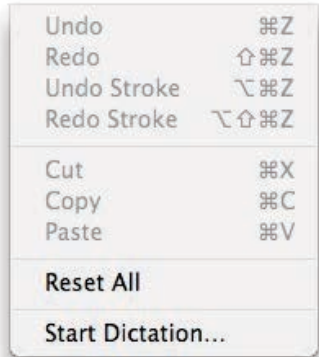 Undo ⌘Z
Redo ⇧⌘Z
Undo Stroke ⌥⌘Z
Redo Stroke ⌥⇧⌘Z
Cut ⌘X
Copy ⌘C
Paste ⌘V
Reset All
Start Dictation...